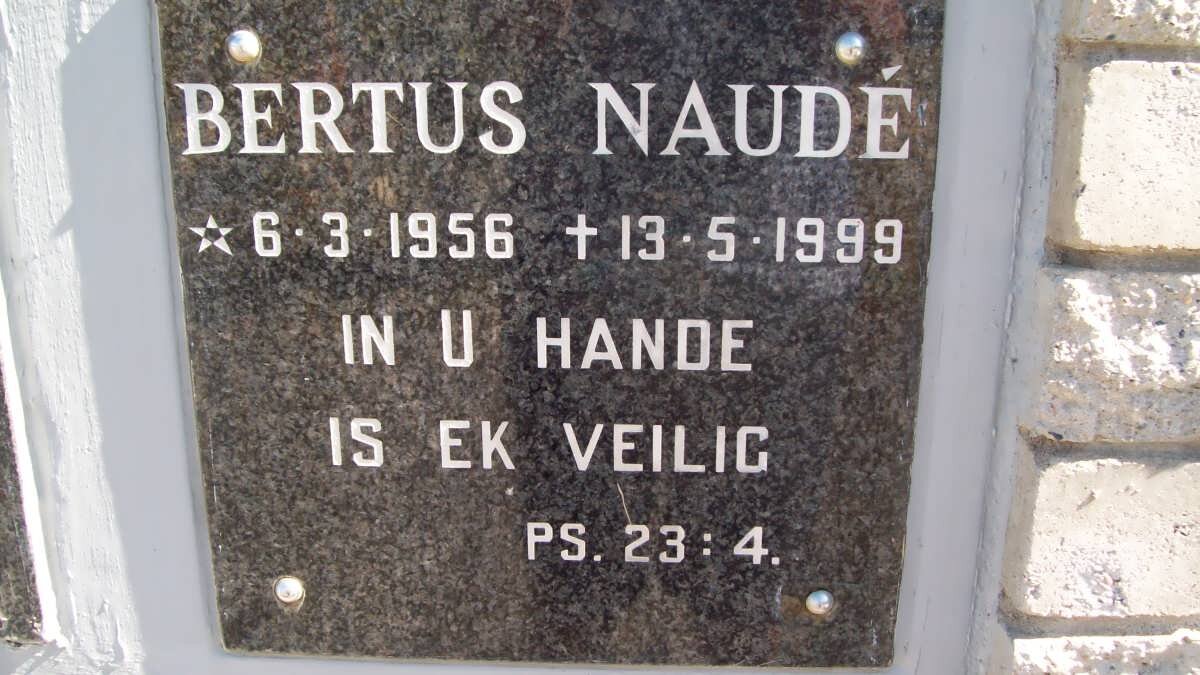 BERTUS NAUDÉ
☆ 6·3·1956 ✝ 13·5·1999
IN U HANDE
IS EK VEILIG
PS. 23:4.